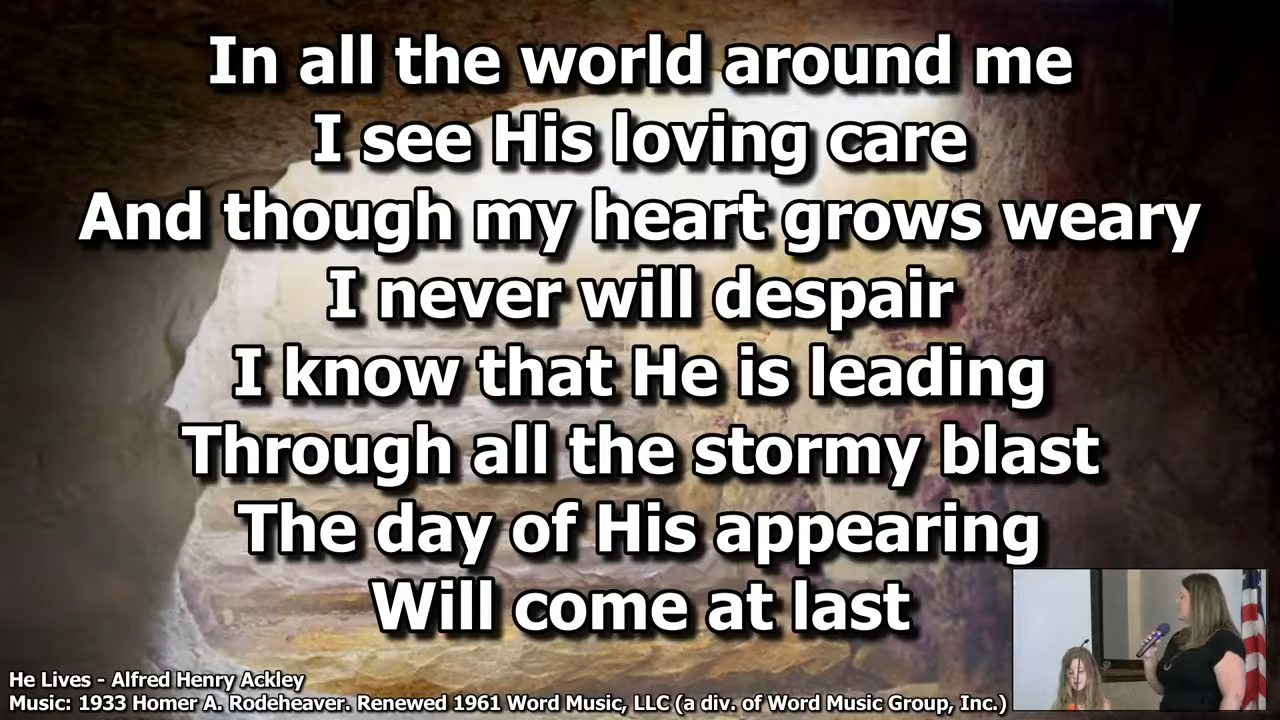 In all the world around me
I see His loving care
And though my heart grows weary
I never will despair
I know that He is leading
Through all the stormy blast
The day of His appearing
Will come at last
He Lives - Alfred Henry Ackley
Music: 1933 Homer A. Rodeheaver. Renewed 1961 Word Music, LLC (a div. of Word Music Group, Inc.)